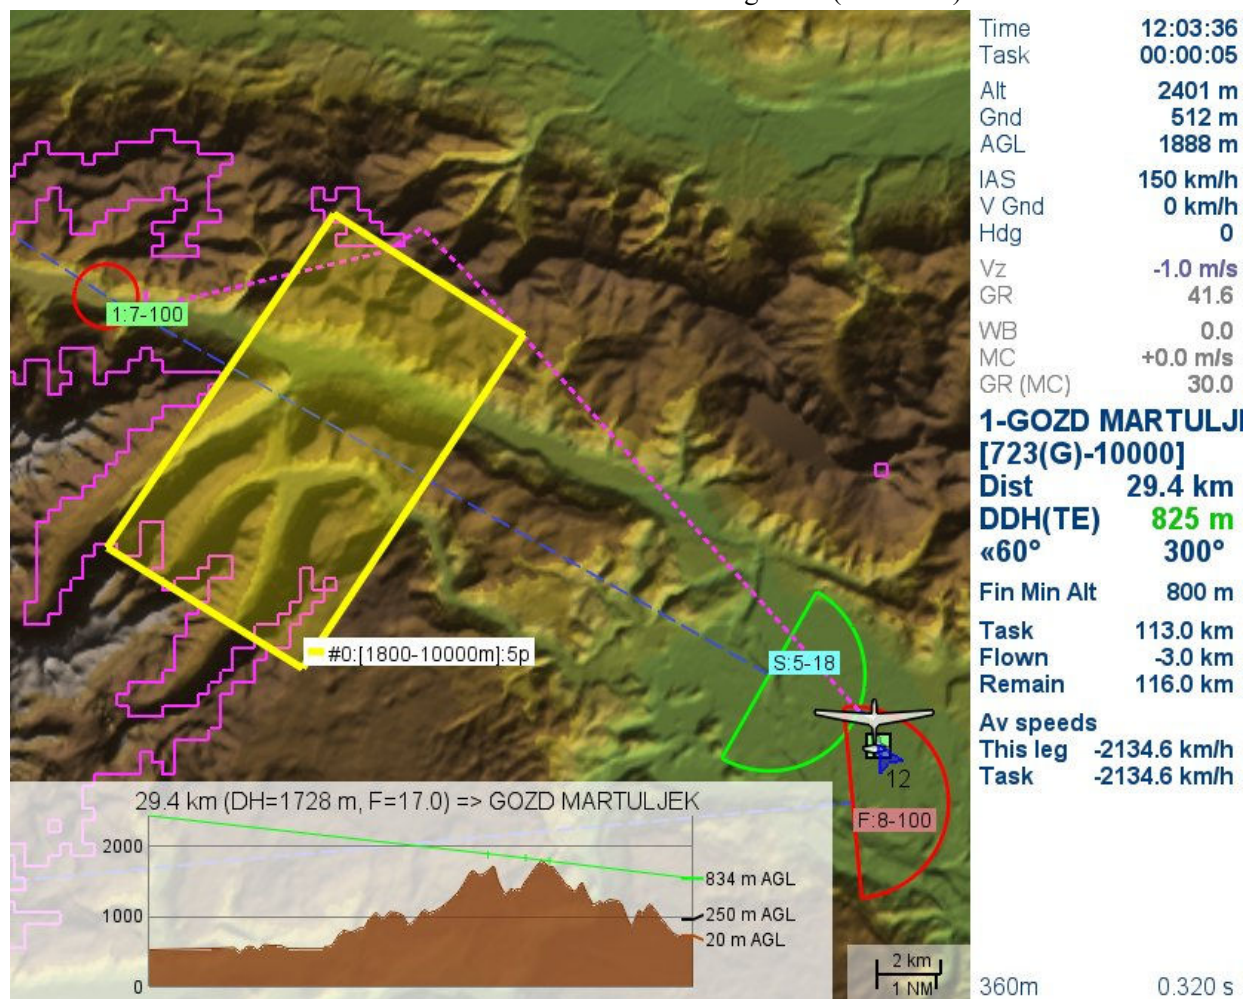 Time 12:03:36
Task 00:00:05
Alt 2401 m
Gnd 512 m
AGL 1888 m
IAS 150 km/h
V Gnd 0 km/h
Hdg 0
Vz -1.0 m/s
GR 41.6
WB 0.0
MC +0.0 m/s
GR (MC) 30.0
1-GOZD MARTULJ
[723(G)-10000]
Dist 29.4 km
DDH(TE) 825 m
«60° 300°
Fin Min Alt 800 m
Task 113.0 km
Flown -3.0 km
Remain 116.0 km
Av speeds
This leg -2134.6 km/h
Task -2134.6 km/h
360m 0.320 s
1:7-100
#0:[1800-10000m]:5p
S:5-18
12
F:8-100
29.4 km (DH=1728 m, F=17.0) => GOZD MARTULJEK
2000
1000
0
834 m AGL
250 m AGL
20 m AGL
2 km
1 NM